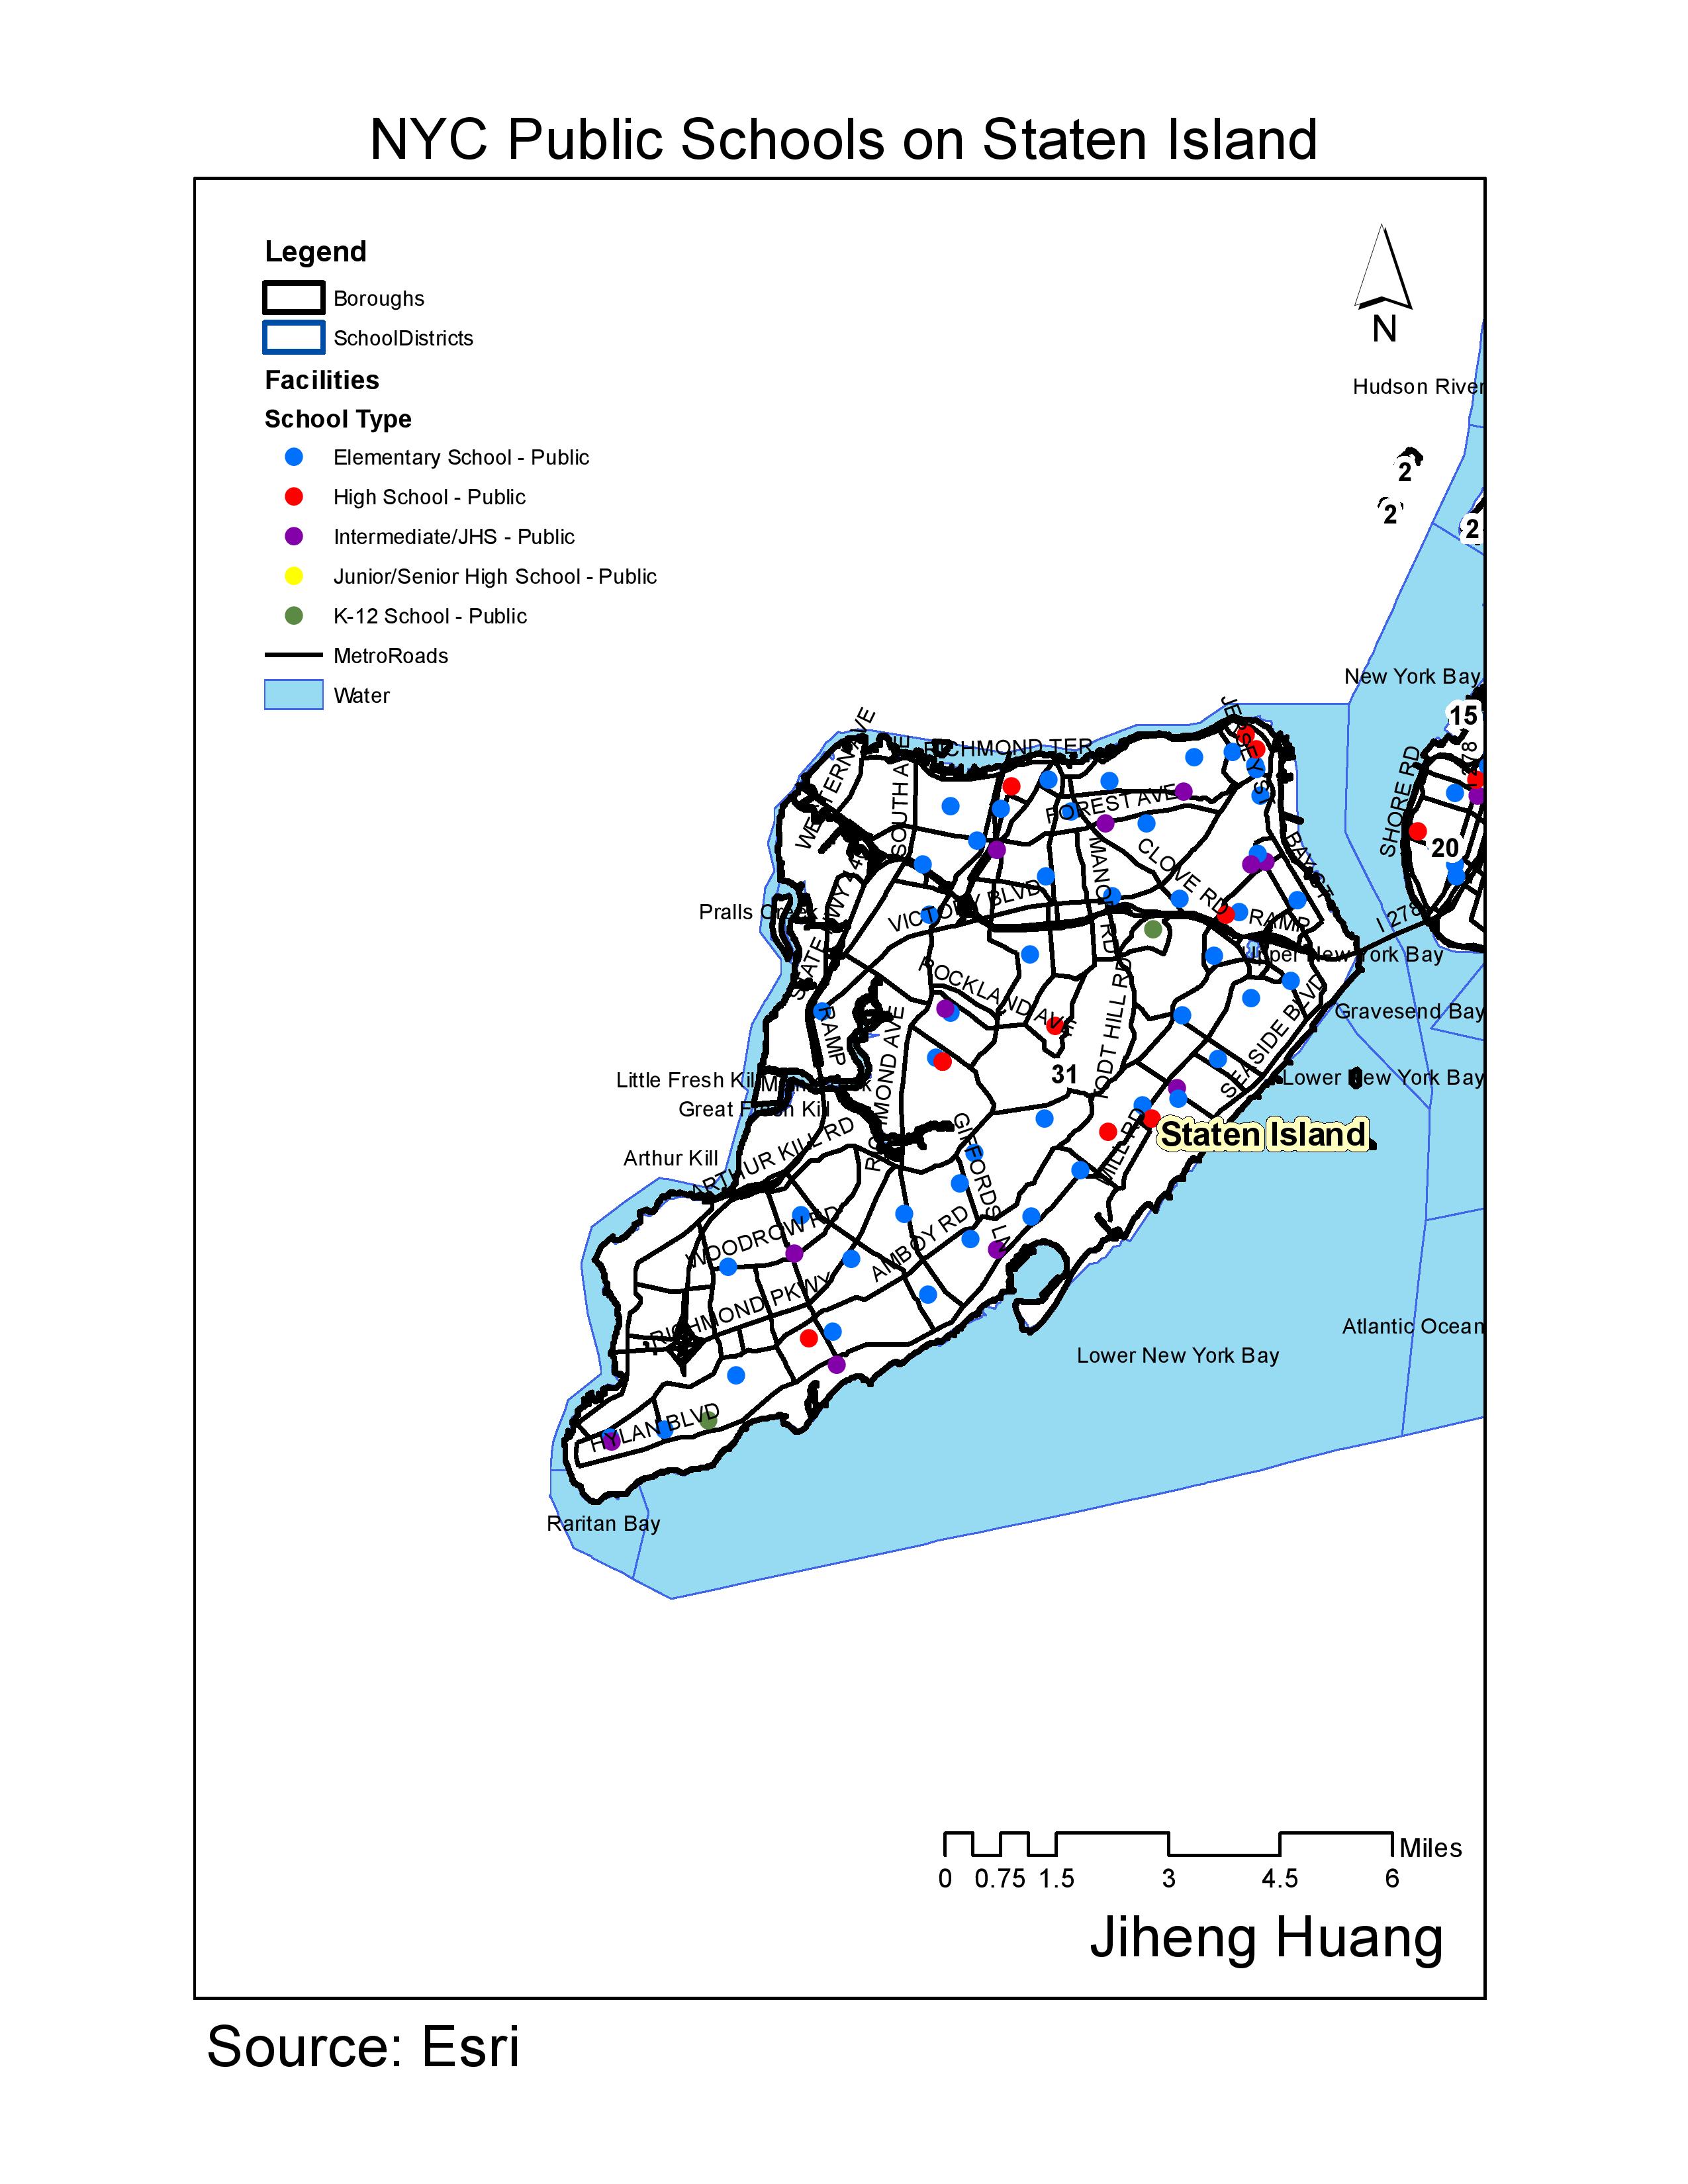 NYC Public Schools on Staten Island
Legend
Boroughs
SchoolDistricts
Facilities
School Type
Elementary School - Public
High School - Public
Intermediate/JHS - Public
Junior/Senior High School - Public
K-12 School - Public
MetroRoads
Water
N
Hudson River
2
2
2
New York Bay
15
278
SHORE RD
20
I 278
JERSEY ST
WESTERN AVE
SOUTH AVE
RICHMOND TER
FOREST AVE
MANOR RD
CLOVE RD
BAY ST
VICTORY BLVD
RAMP
Pralls Creek
Upper New York Bay
ROCKLAND AVE
TODT HILL RD
SEASIDE BLVD
Gravesend Bay
RAMP
RICHMOND AVE
31
Little Fresh Kill
Lower New York Bay
Great Fresh Kill
Staten Island
MILL RD
GIFFORDS LN
Arthur Kill
ARTHUR KILL RD
WOODROW RD
AMBOY RD
RICHMOND PKWY
Atlantic Ocean
Lower New York Bay
HYLAN BLVD
Raritan Bay
Miles
0 0.75 1.5 3 4.5 6
Jiheng Huang
Source: Esri